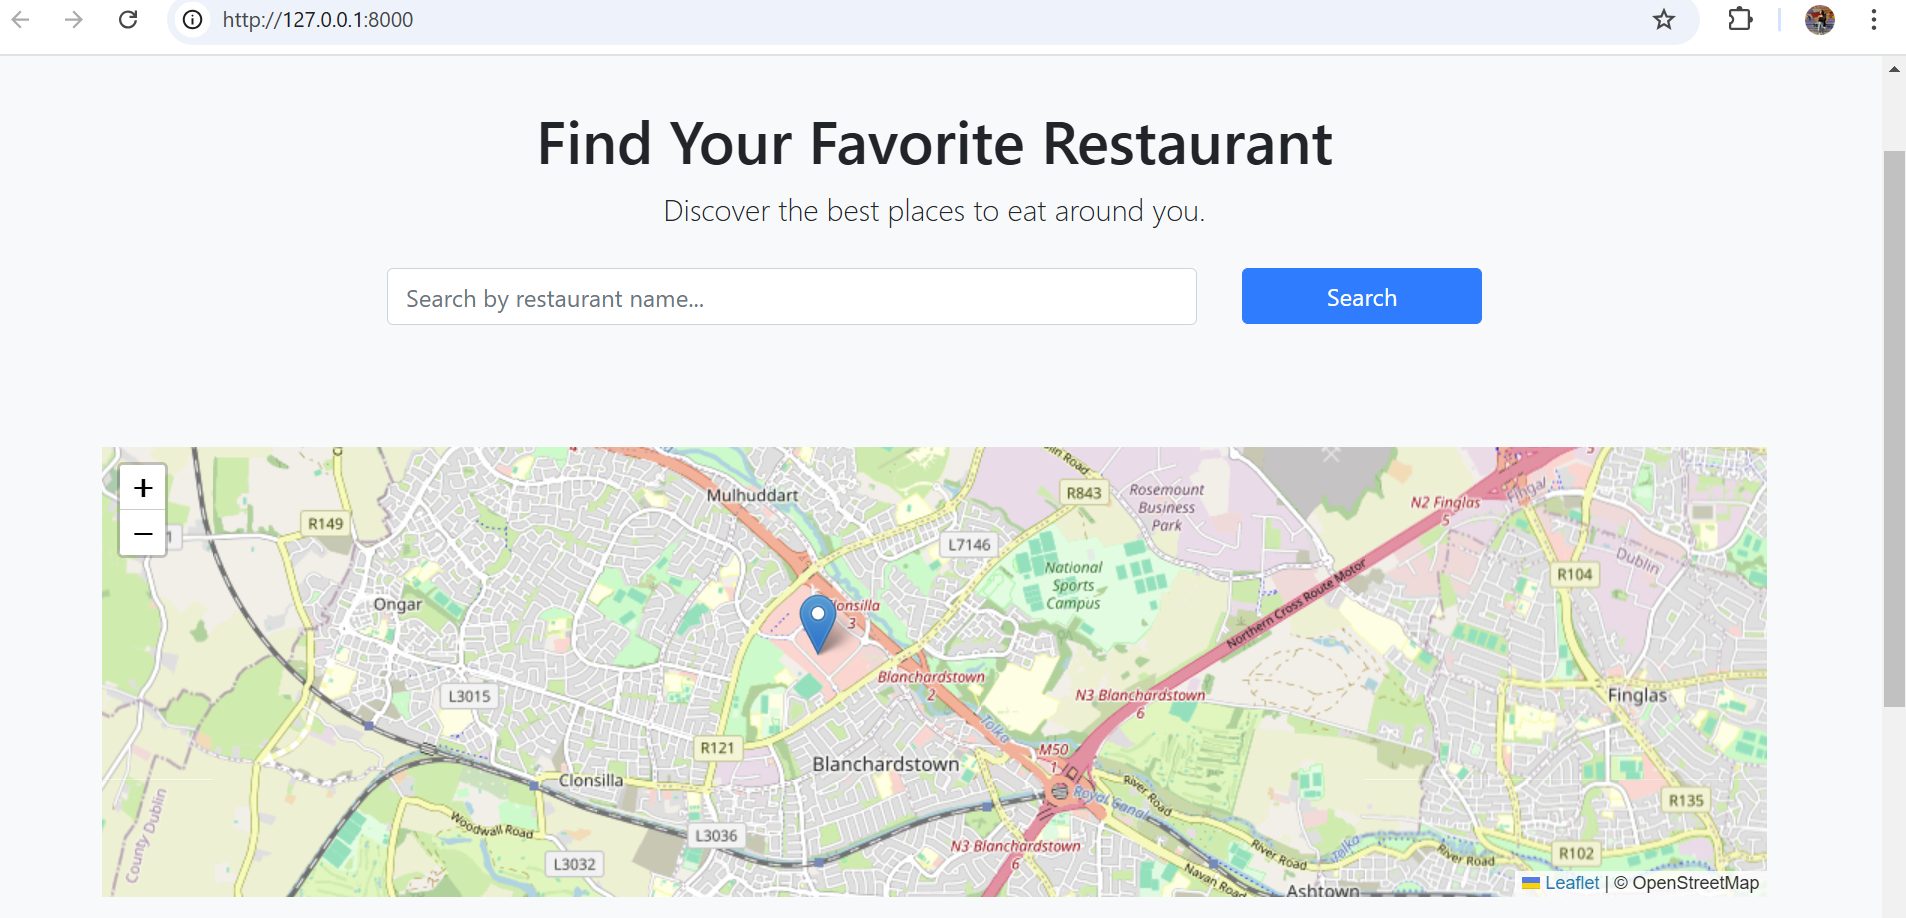 http://127.0.0.1:8000
Find Your Favorite Restaurant
Discover the best places to eat around you.
Search by restaurant name...
Search
+
−
Mulhuddart
R843
Rosemount
Business
Park
N2 Finglas
5
Fingal
Dublin
R149
L7146
National
Sports
Campus
R104
Ongar
Clonsilla
3
Northern Cross Route Motor
Blanchardstown
2
N3 Blanchardstown
6
Finglas
L3015
Tolka
R121
M50
1
Blanchardstown
Clonsilla
Royal Canal
River Road
River Road
R135
County Dublin
Woodwall Road
L3036
L3032
N3 Blanchardstown
6
Navan Road
River Road
Tolka
River Road
R102
Ashtown
Leaflet | © OpenStreetMap